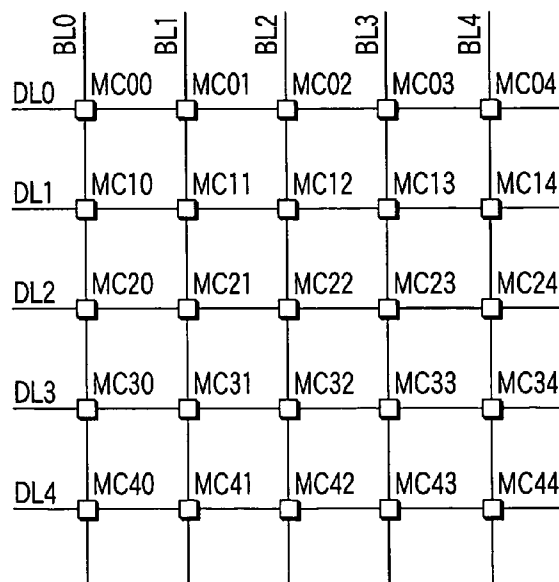 BL0 BL1 BL2 BL3 BL4
DL0 MC00 MC01 MC02 MC03 MC04
DL1 MC10 MC11 MC12 MC13 MC14
DL2 MC20 MC21 MC22 MC23 MC24
DL3 MC30 MC31 MC32 MC33 MC34
DL4 MC40 MC41 MC42 MC43 MC44